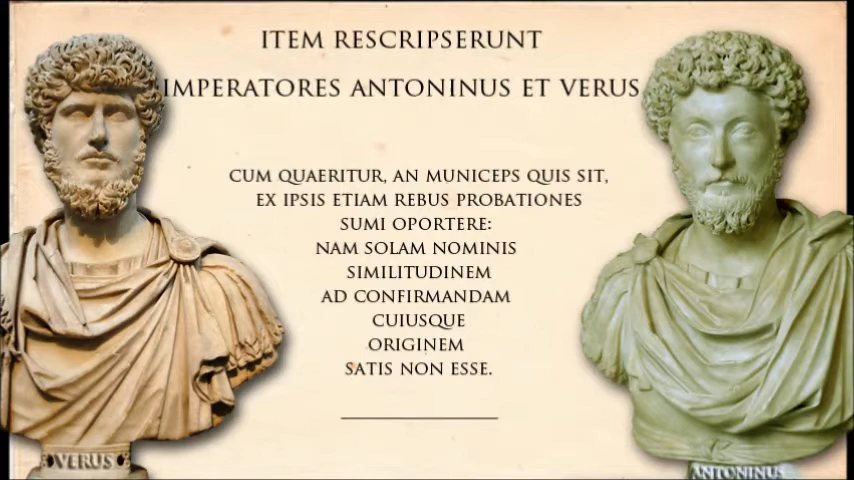 ITEM RESCRIPSERUNT
IMPERATORES ANTONINUS ET VERUS
CUM QUAERITUR, AN MUNICEPS QUIS SIT,
EX IPSIS ETIAM REBUS PROBATIONES
SUMI OPORTERE:
NAM SOLAM NOMINIS
SIMILITUDINEM
AD CONFIRMANDAM
CUIUSQUE
ORIGINEM
SATIS NON ESSE.
VERUS
ANTONINUS